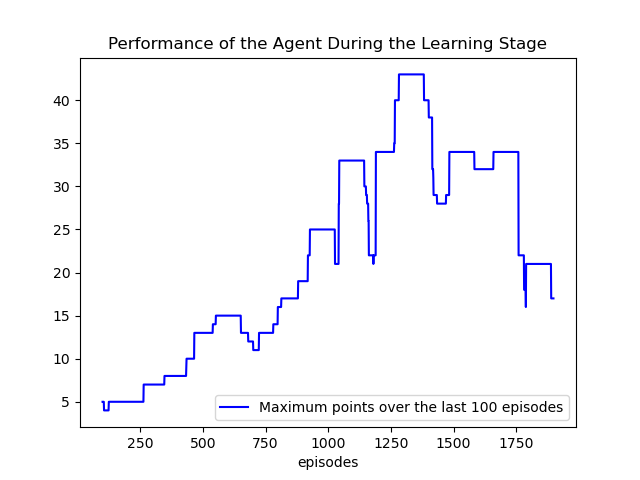 Performance of the Agent During the Learning Stage
40
35
30
25
20
15
10
5
Maximum points over the last 100 episodes
250 500 750 1000 1250 1500 1750
episodes